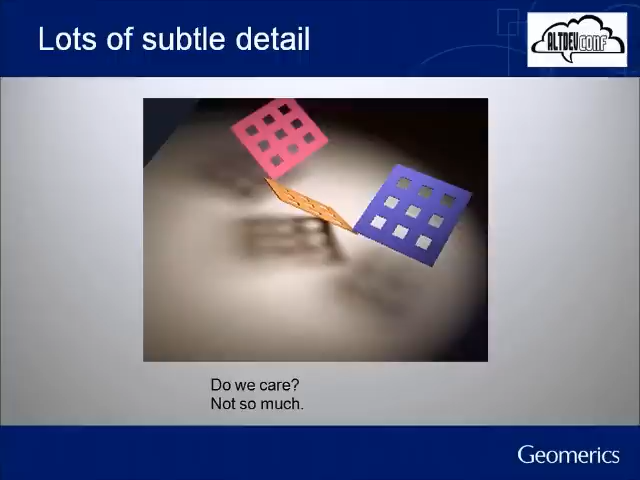 Lots of subtle detail
ALTDEVCONF
Do we care?
Not so much.
Geomerics